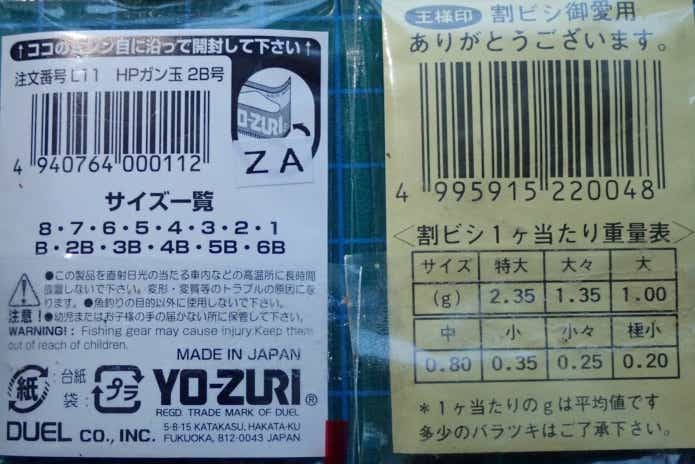 ↑ココのミシン目に沿って開封して下さい↑
注文番号 L11 HPガン玉 2B号
YO-ZURI
ZA
4 940764 000112
サイズ一覧
8・7・6・5・4・3・2・1
B・2B・3B・4B・5B・6B
注意!
●この製品を直射日光の当たる車内などの高温所に長時間
放置しないで下さい。変形・変質等のトラブルの原因にな
ります。●魚釣りの目的以外に使用しないで下さい。
●幼児またはお子様の手の届かない所に保管して下さい。
WARNING!: Fishing gear may cause injury.Keep them
out of reach of children.
MADE IN JAPAN
紙 :台紙
プラ 袋:
YO-ZURI®
REGD. TRADE MARK OF DUEL
DUEL CO., INC.
5-8-15 KATAKASU, HAKATA-KU
FUKUOKA, 812-0043 JAPAN
王様印 割ビシ御愛用
ありがとうございます。
4 995915 220048
<割ビシ1ヶ当たり重量表>
サイズ 特大 大々 大
(g) 2.35 1.35 1.00
中 小 小々 極小
0.80 0.35 0.25 0.20
*1ヶ当たりのgは平均値です
多少のバラツキはご了承下さい。